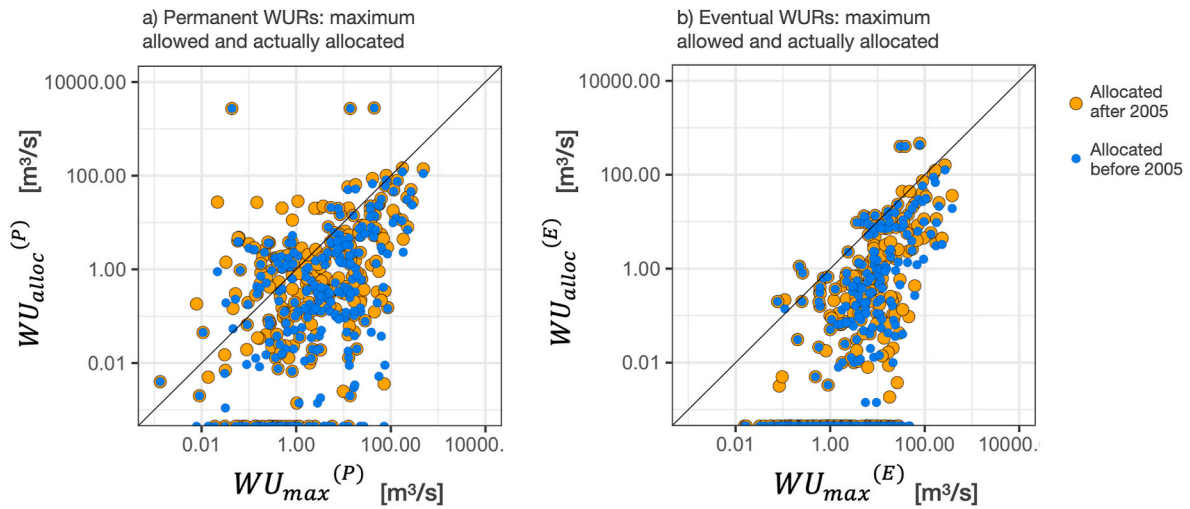 a) Permanent WURs: maximum
allowed and actually allocated
10000.00
100.00
1.00
0.01
WUalloc(P) [m³/s]
0.01 1.00 100.00 10000.
WUmax(P) [m³/s]
b) Eventual WURs: maximum
allowed and actually allocated
10000.00
100.00
1.00
0.01
WUalloc(E) [m³/s]
0.01 1.00 100.00 10000.
WUmax(E) [m³/s]
Allocated
after 2005
Allocated
before 2005